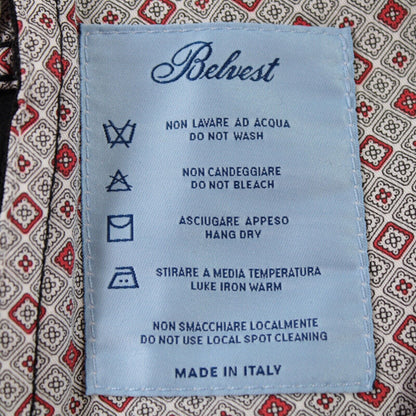 Belvest
NON LAVARE AD ACQUA
DO NOT WASH
NON CANDEGGIARE
DO NOT BLEACH
ASCIUGARE APPESO
HANG DRY
STIRARE A MEDIA TEMPERATURA
LUKE IRON WARM
NON SMACCHIARE LOCALMENTE
DO NOT USE LOCAL SPOT CLEANING
MADE IN ITALY